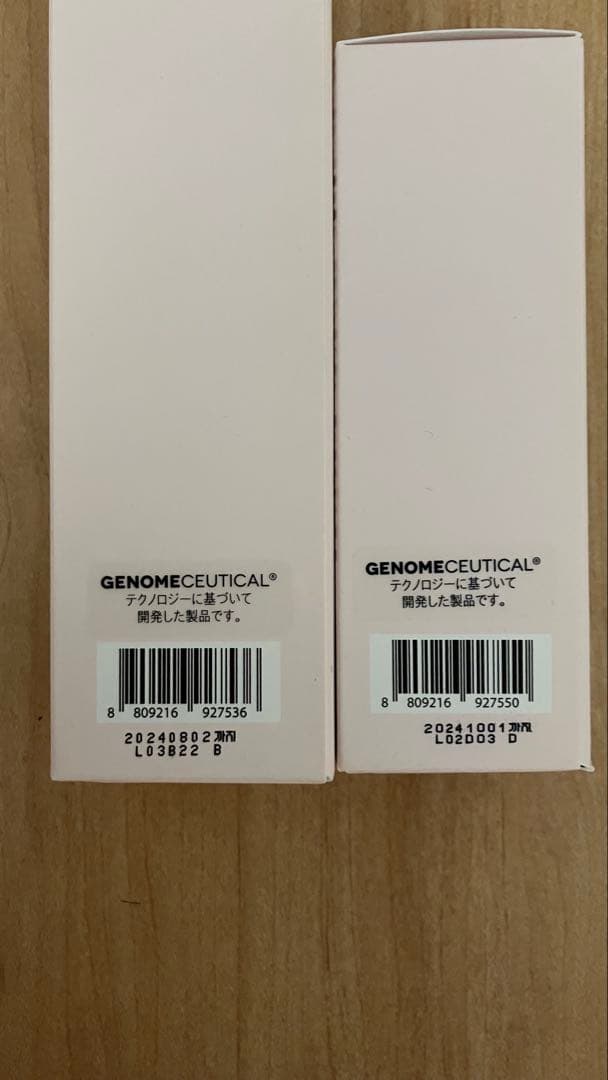 GENOMECEUTICAL®
テクノロジーに基づいて
開発した製品です。
8 809216 927536
20240802까지
L03B22 B
GENOMECEUTICAL®
テクノロジーに基づいて
開発した製品です。
8 809216 927550
20241001까지
L02D03 D